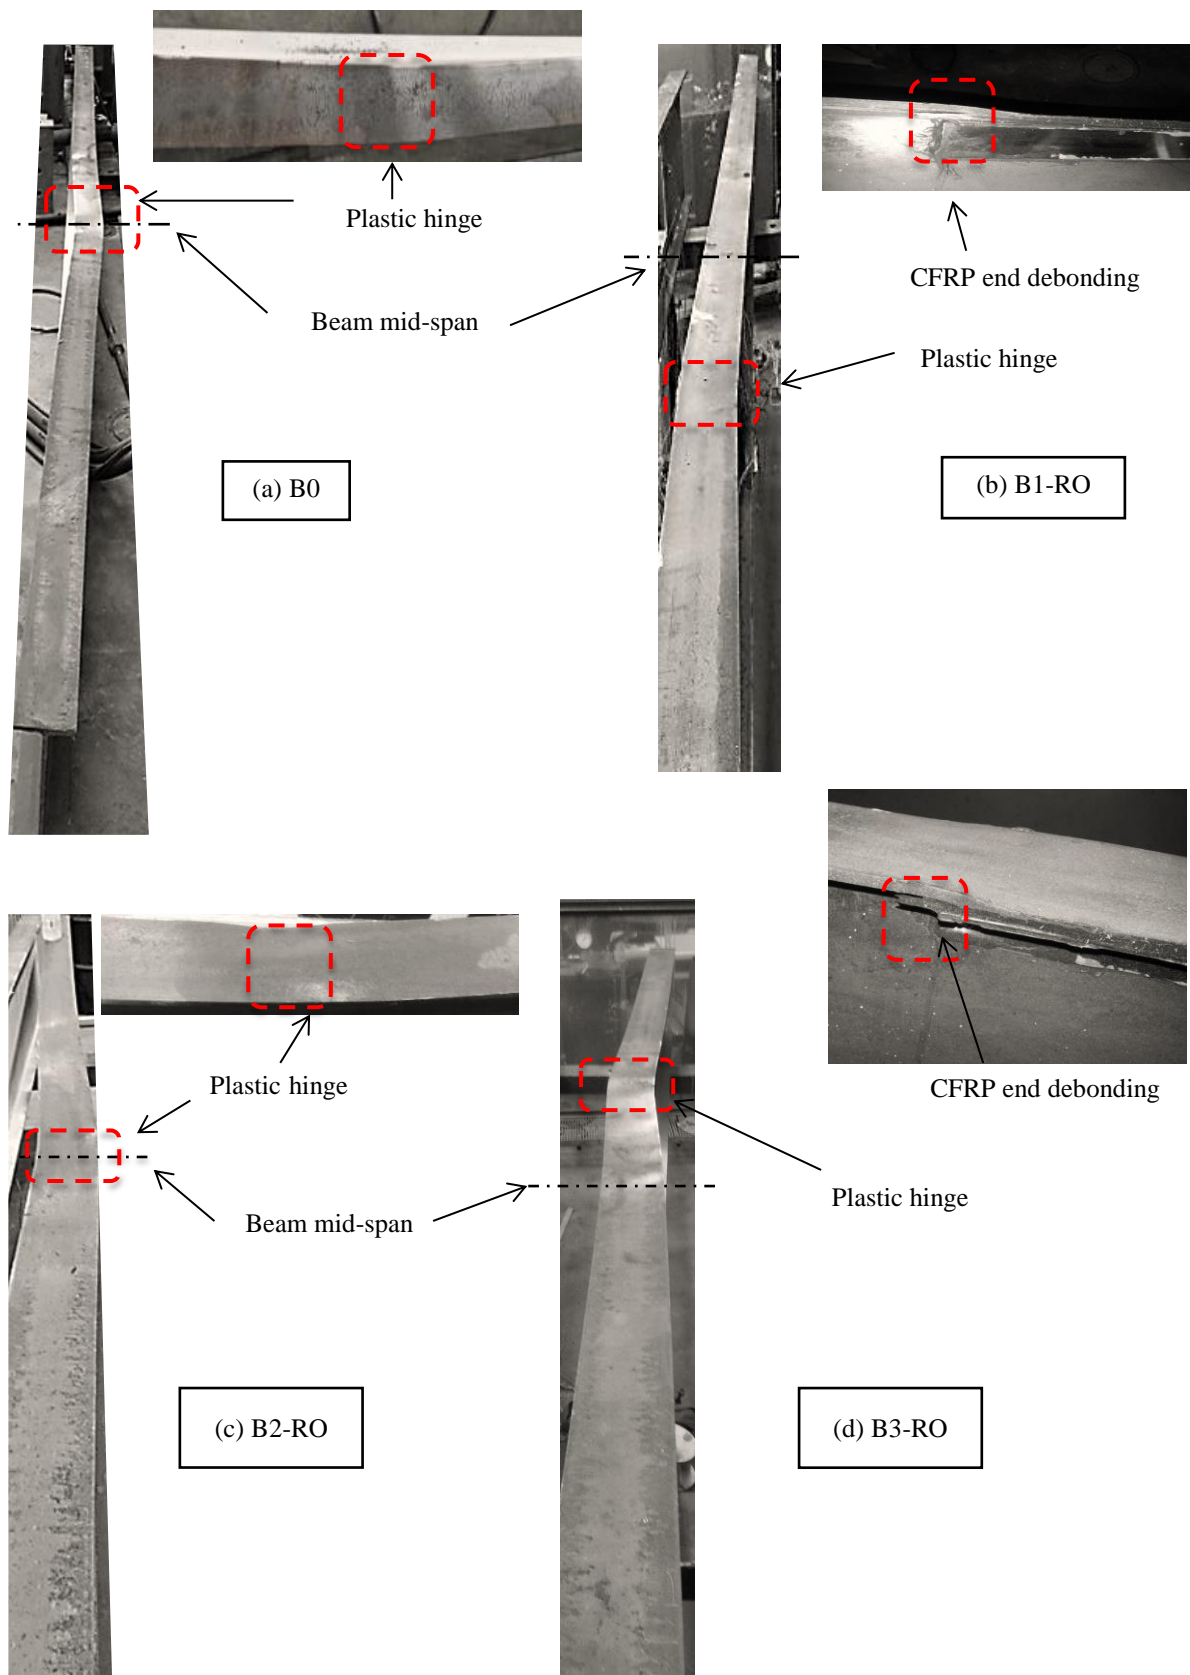 Plastic hinge
CFRP end debonding
Beam mid-span
Plastic hinge
(a) B0
(b) B1-RO
Plastic hinge
CFRP end debonding
Beam mid-span
Plastic hinge
(c) B2-RO
(d) B3-RO